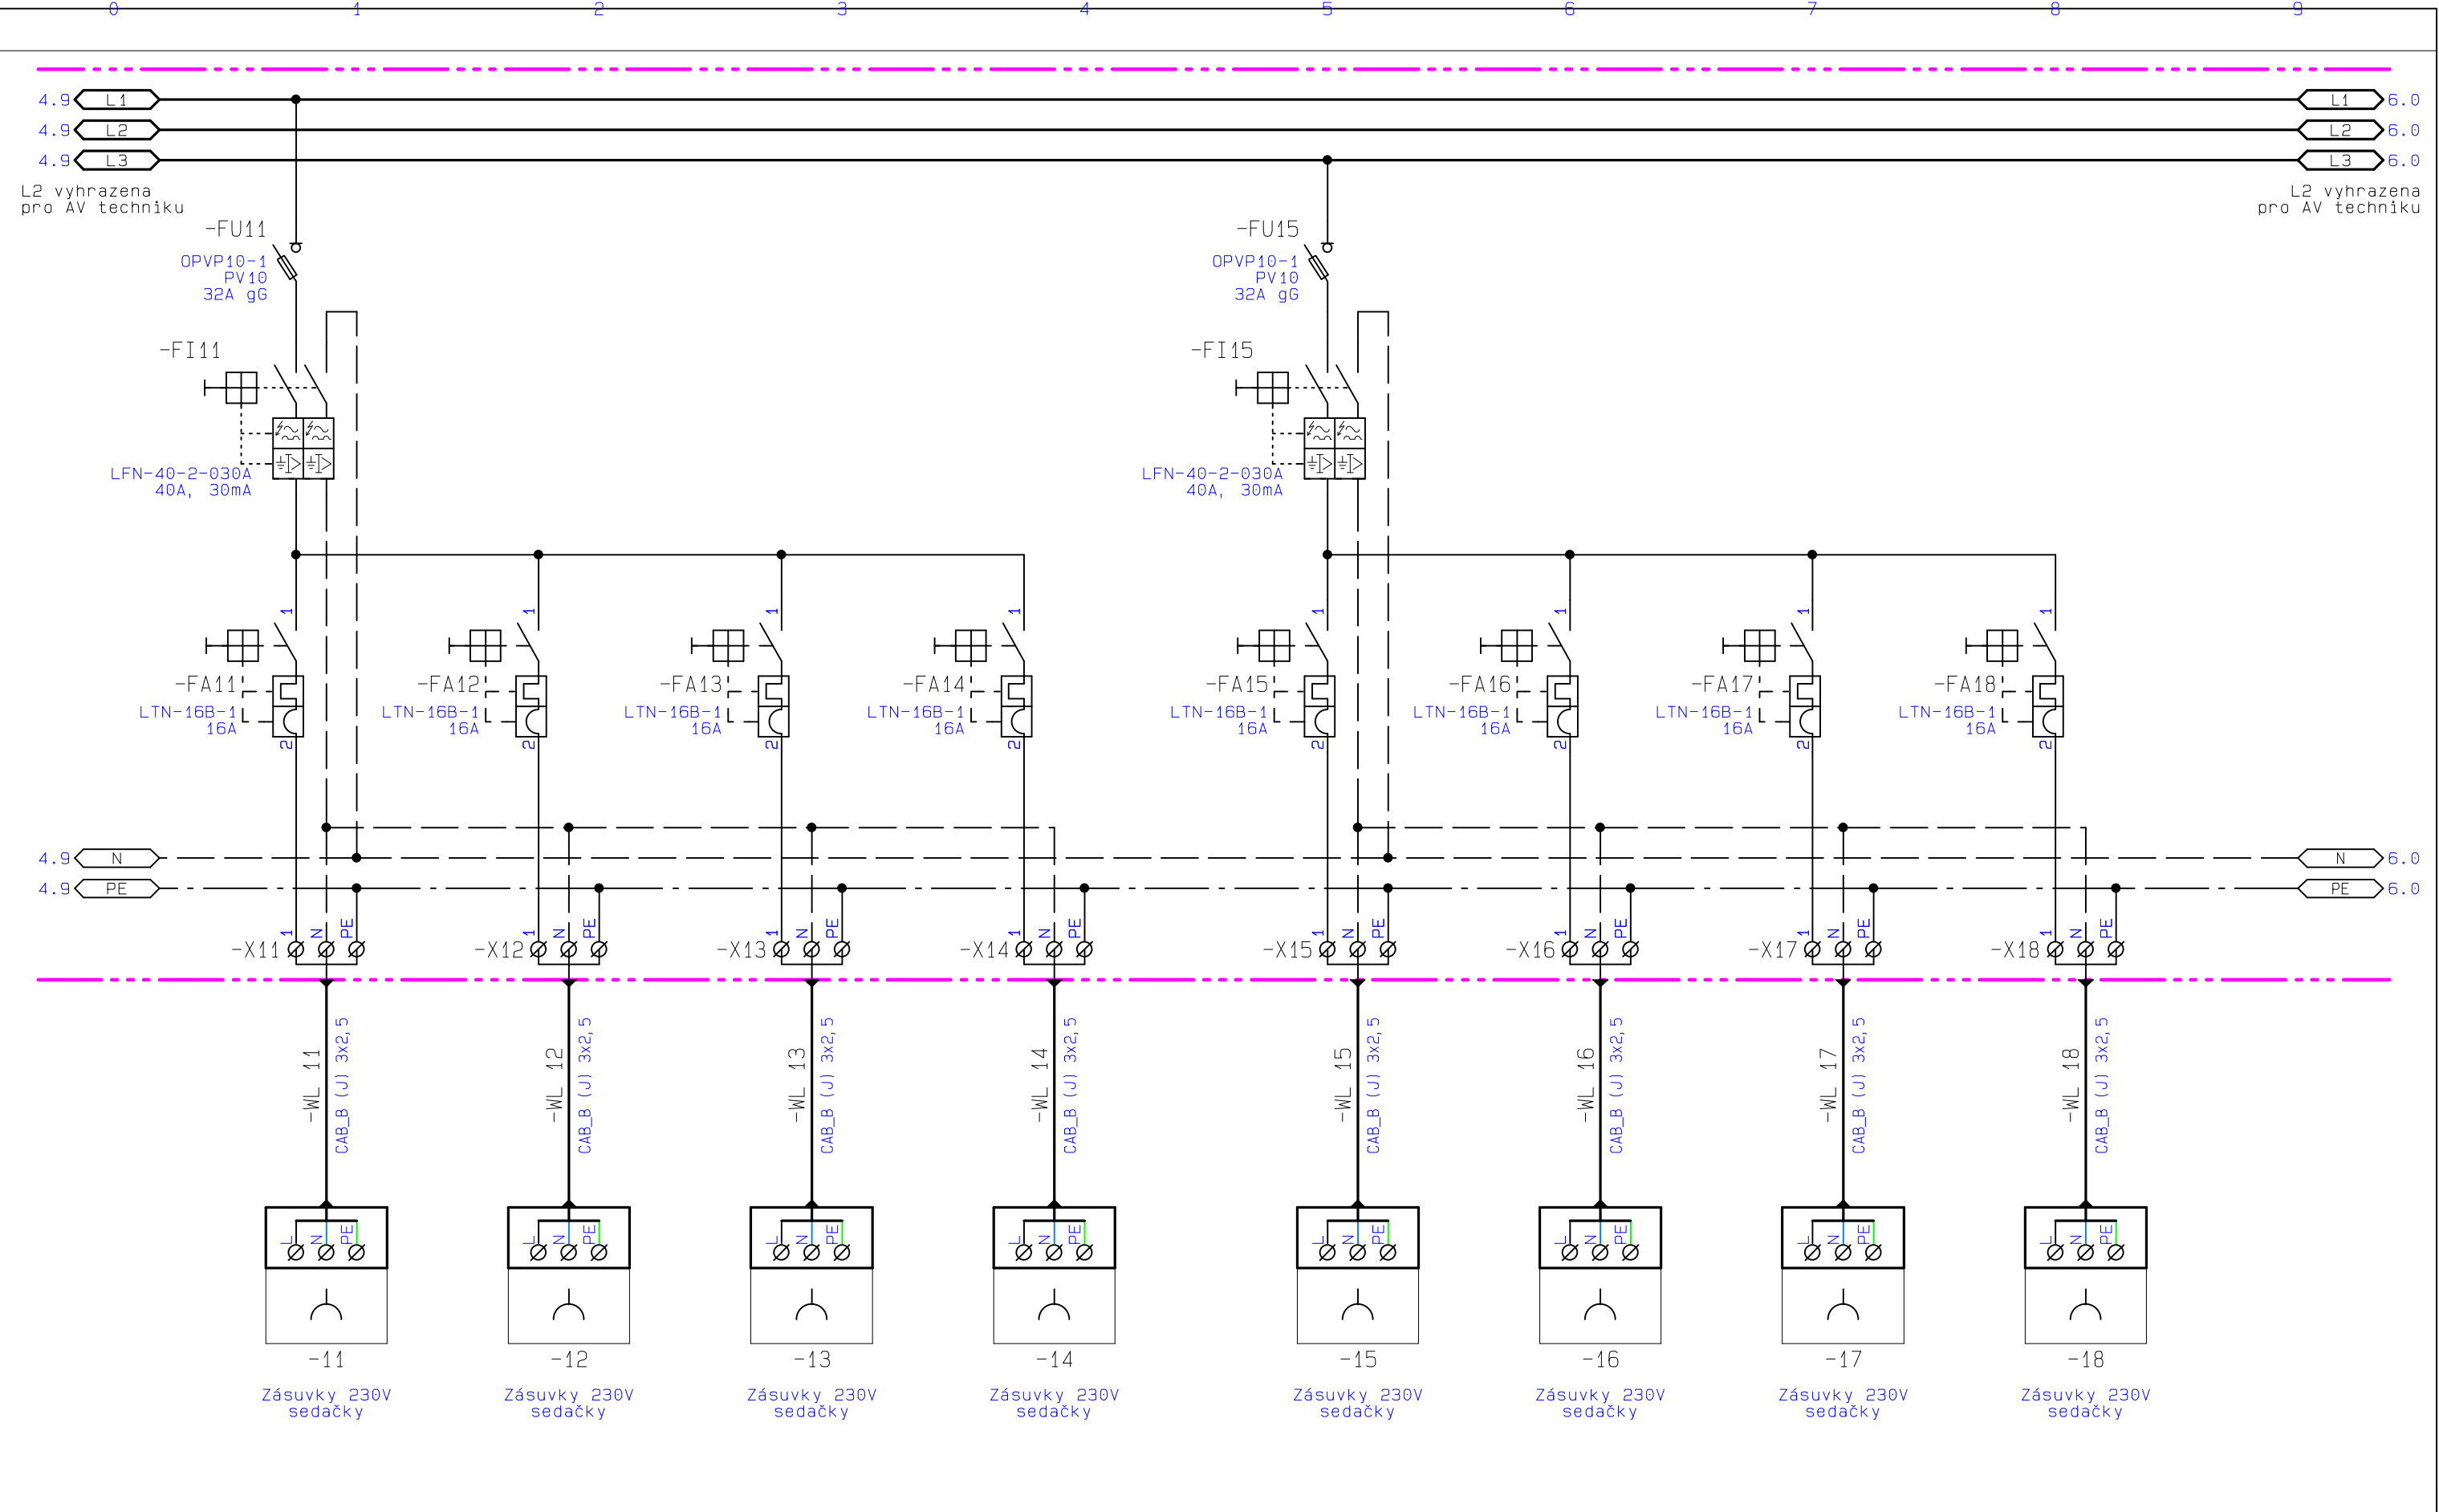 0 1 2 3 4 5 6 7 8 9
4.9 L1 L1 6.0
4.9 L2 L2 6.0
4.9 L3 L3 6.0
L2 vyhrazena
pro AV techniku
L2 vyhrazena
pro AV techniku
-FU11
OPVP10-1
PV10
32A gG
-FU15
OPVP10-1
PV10
32A gG
-FI11
LFN-40-2-030A
40A, 30mA
-FI15
LFN-40-2-030A
40A, 30mA
1 1 1 1 1 1 1 1
-FA11
LTN-16B-1
16A
-FA12
LTN-16B-1
16A
-FA13
LTN-16B-1
16A
-FA14
LTN-16B-1
16A
-FA15
LTN-16B-1
16A
-FA16
LTN-16B-1
16A
-FA17
LTN-16B-1
16A
-FA18
LTN-16B-1
16A
2 2 2 2 2 2 2 2
4.9 N N 6.0
4.9 PE PE 6.0
-X11 1 N PE
-X12 1 N PE
-X13 1 N PE
-X14 1 N PE
-X15 1 N PE
-X16 1 N PE
-X17 1 N PE
-X18 1 N PE
-WL 11
CAB_B (J) 3x2,5
-WL 12
CAB_B (J) 3x2,5
-WL 13
CAB_B (J) 3x2,5
-WL 14
CAB_B (J) 3x2,5
-WL 15
CAB_B (J) 3x2,5
-WL 16
CAB_B (J) 3x2,5
-WL 17
CAB_B (J) 3x2,5
-WL 18
CAB_B (J) 3x2,5
L N PE
L N PE
L N PE
L N PE
L N PE
L N PE
L N PE
L N PE
-11
Zásuvky 230V
sedačky
-12
Zásuvky 230V
sedačky
-13
Zásuvky 230V
sedačky
-14
Zásuvky 230V
sedačky
-15
Zásuvky 230V
sedačky
-16
Zásuvky 230V
sedačky
-17
Zásuvky 230V
sedačky
-18
Zásuvky 230V
sedačky